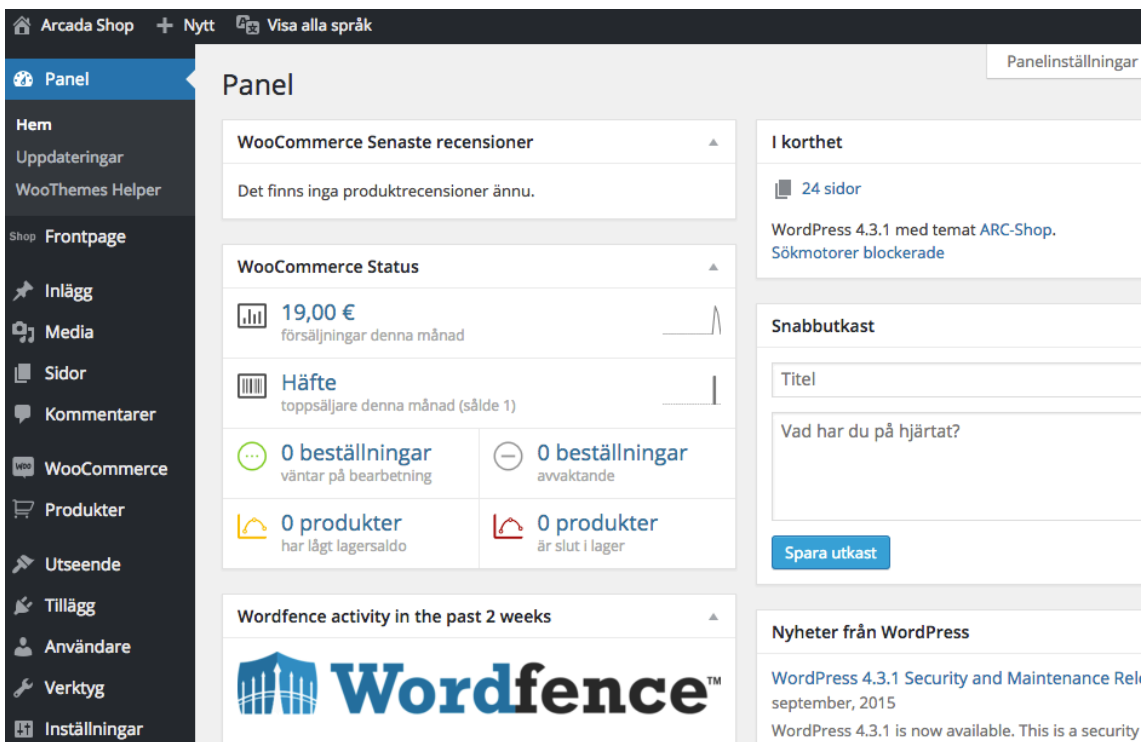 Arcada Shop
Nytt
Visa alla språk
Panel
Hem
Uppdateringar
WooThemes Helper
Shop Frontpage
Inlägg
Media
Sidor
Kommentarer
WooCommerce
Produkter
Utseende
Tillägg
Användare
Verktyg
Inställningar
Panelinställningar
Panel
WooCommerce Senaste recensioner
Det finns inga produktrecensioner ännu.
WooCommerce Status
19,00 €
försäljningar denna månad
Häfte
toppsäljare denna månad (sålde 1)
0 beställningar
väntar på bearbetning
0 beställningar
avvaktande
0 produkter
har lågt lagersaldo
0 produkter
är slut i lager
Wordfence activity in the past 2 weeks
Wordfence™
I korthet
24 sidor
WordPress 4.3.1 med temat ARC-Shop.
Sökmotorer blockerade
Snabbutkast
Titel
Vad har du på hjärtat?
Spara utkast
Nyheter från WordPress
WordPress 4.3.1 Security and Maintenance Rele
september, 2015
WordPress 4.3.1 is now available. This is a security